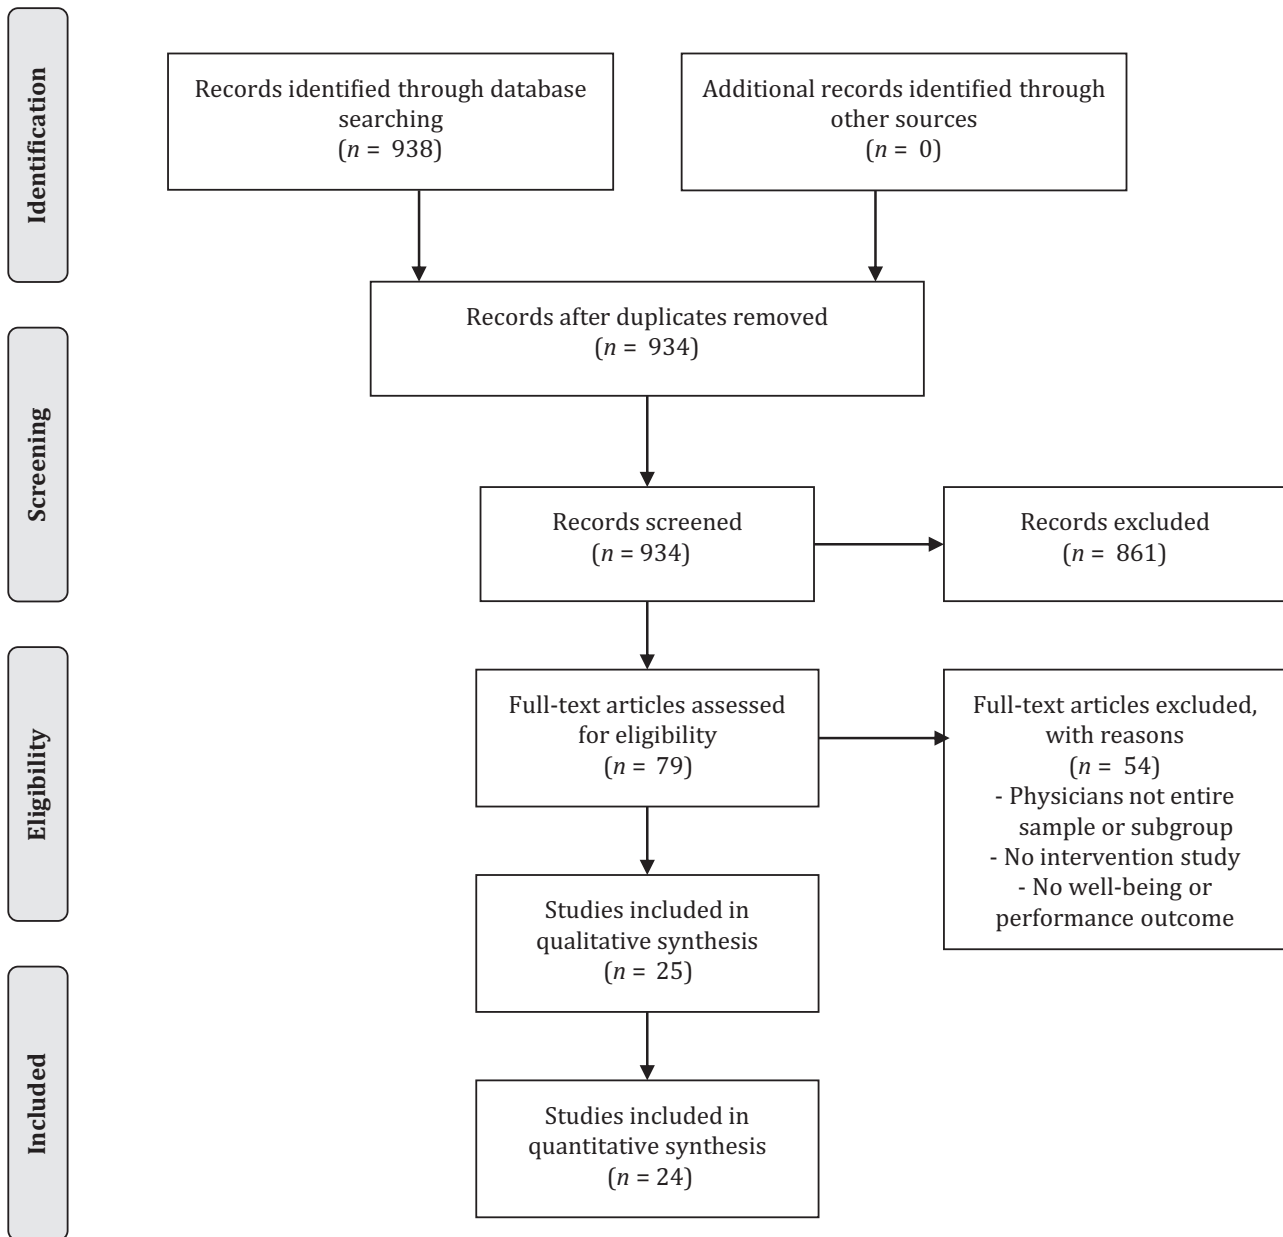 Identification
Records identified through database
searching
(n = 938)
Additional records identified through
other sources
(n = 0)
Records after duplicates removed
(n = 934)
Screening
Records screened
(n = 934)
Records excluded
(n = 861)
Eligibility
Full-text articles assessed
for eligibility
(n = 79)
Full-text articles excluded,
with reasons
(n = 54)
- Physicians not entire
sample or subgroup
- No intervention study
- No well-being or
performance outcome
Studies included in
qualitative synthesis
(n = 25)
Included
Studies included in
quantitative synthesis
(n = 24)